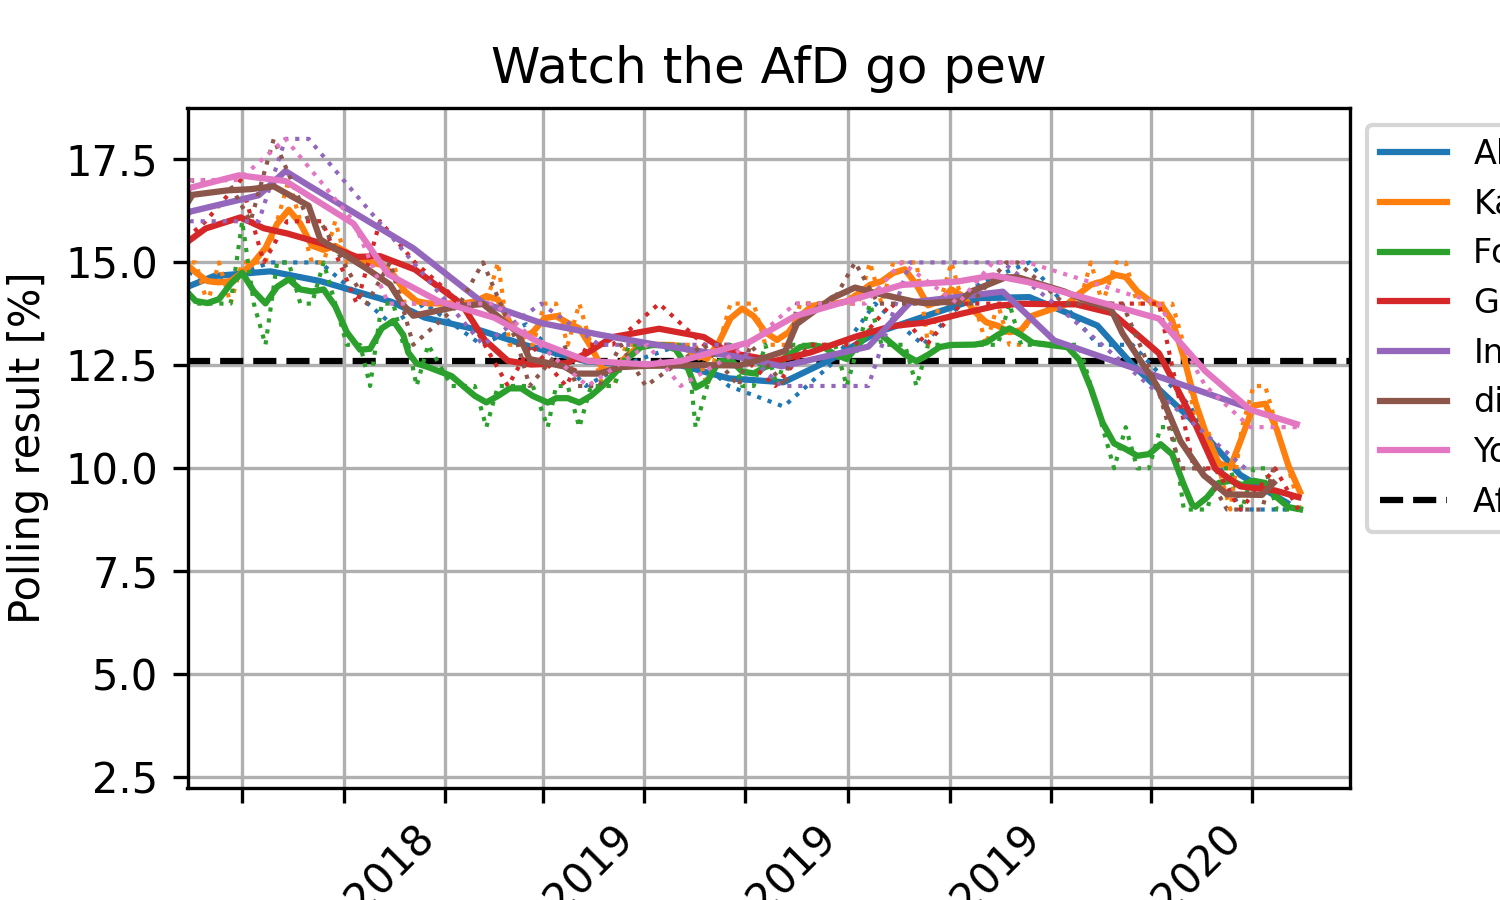 Watch the AfD go pew
Polling result [%]
17.5
15.0
12.5
10.0
7.5
5.0
2.5
2018
2019
2019
2019
2020
Al
Ka
Fo
G
In
di
Yo
Af